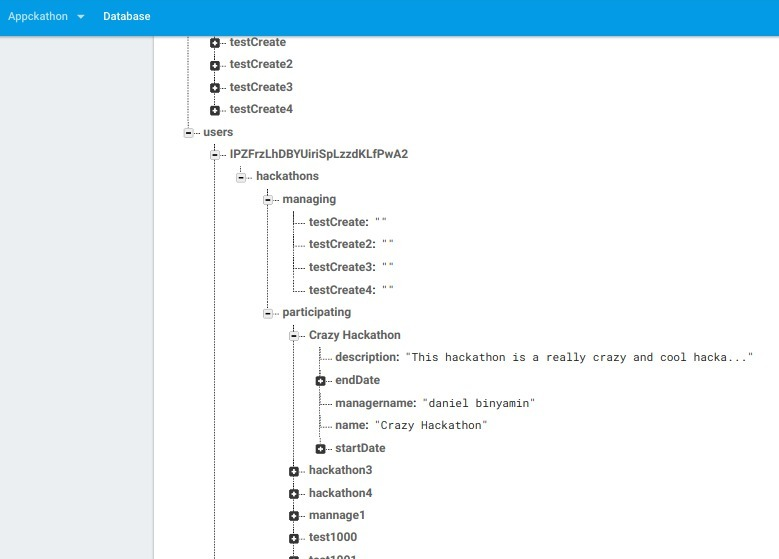 Appckathon Database
testCreate
testCreate2
testCreate3
testCreate4
users
IPZFrzLhDBYUiriSpLzzdKLfPwA2
hackathons
managing
testCreate: ""
testCreate2: ""
testCreate3: ""
testCreate4: ""
participating
Crazy Hackathon
description: "This hackathon is a really crazy and cool hacka..."
endDate
managername: "daniel binyamin"
name: "Crazy Hackathon"
startDate
hackathon3
hackathon4
mannage1
test1000
test1001